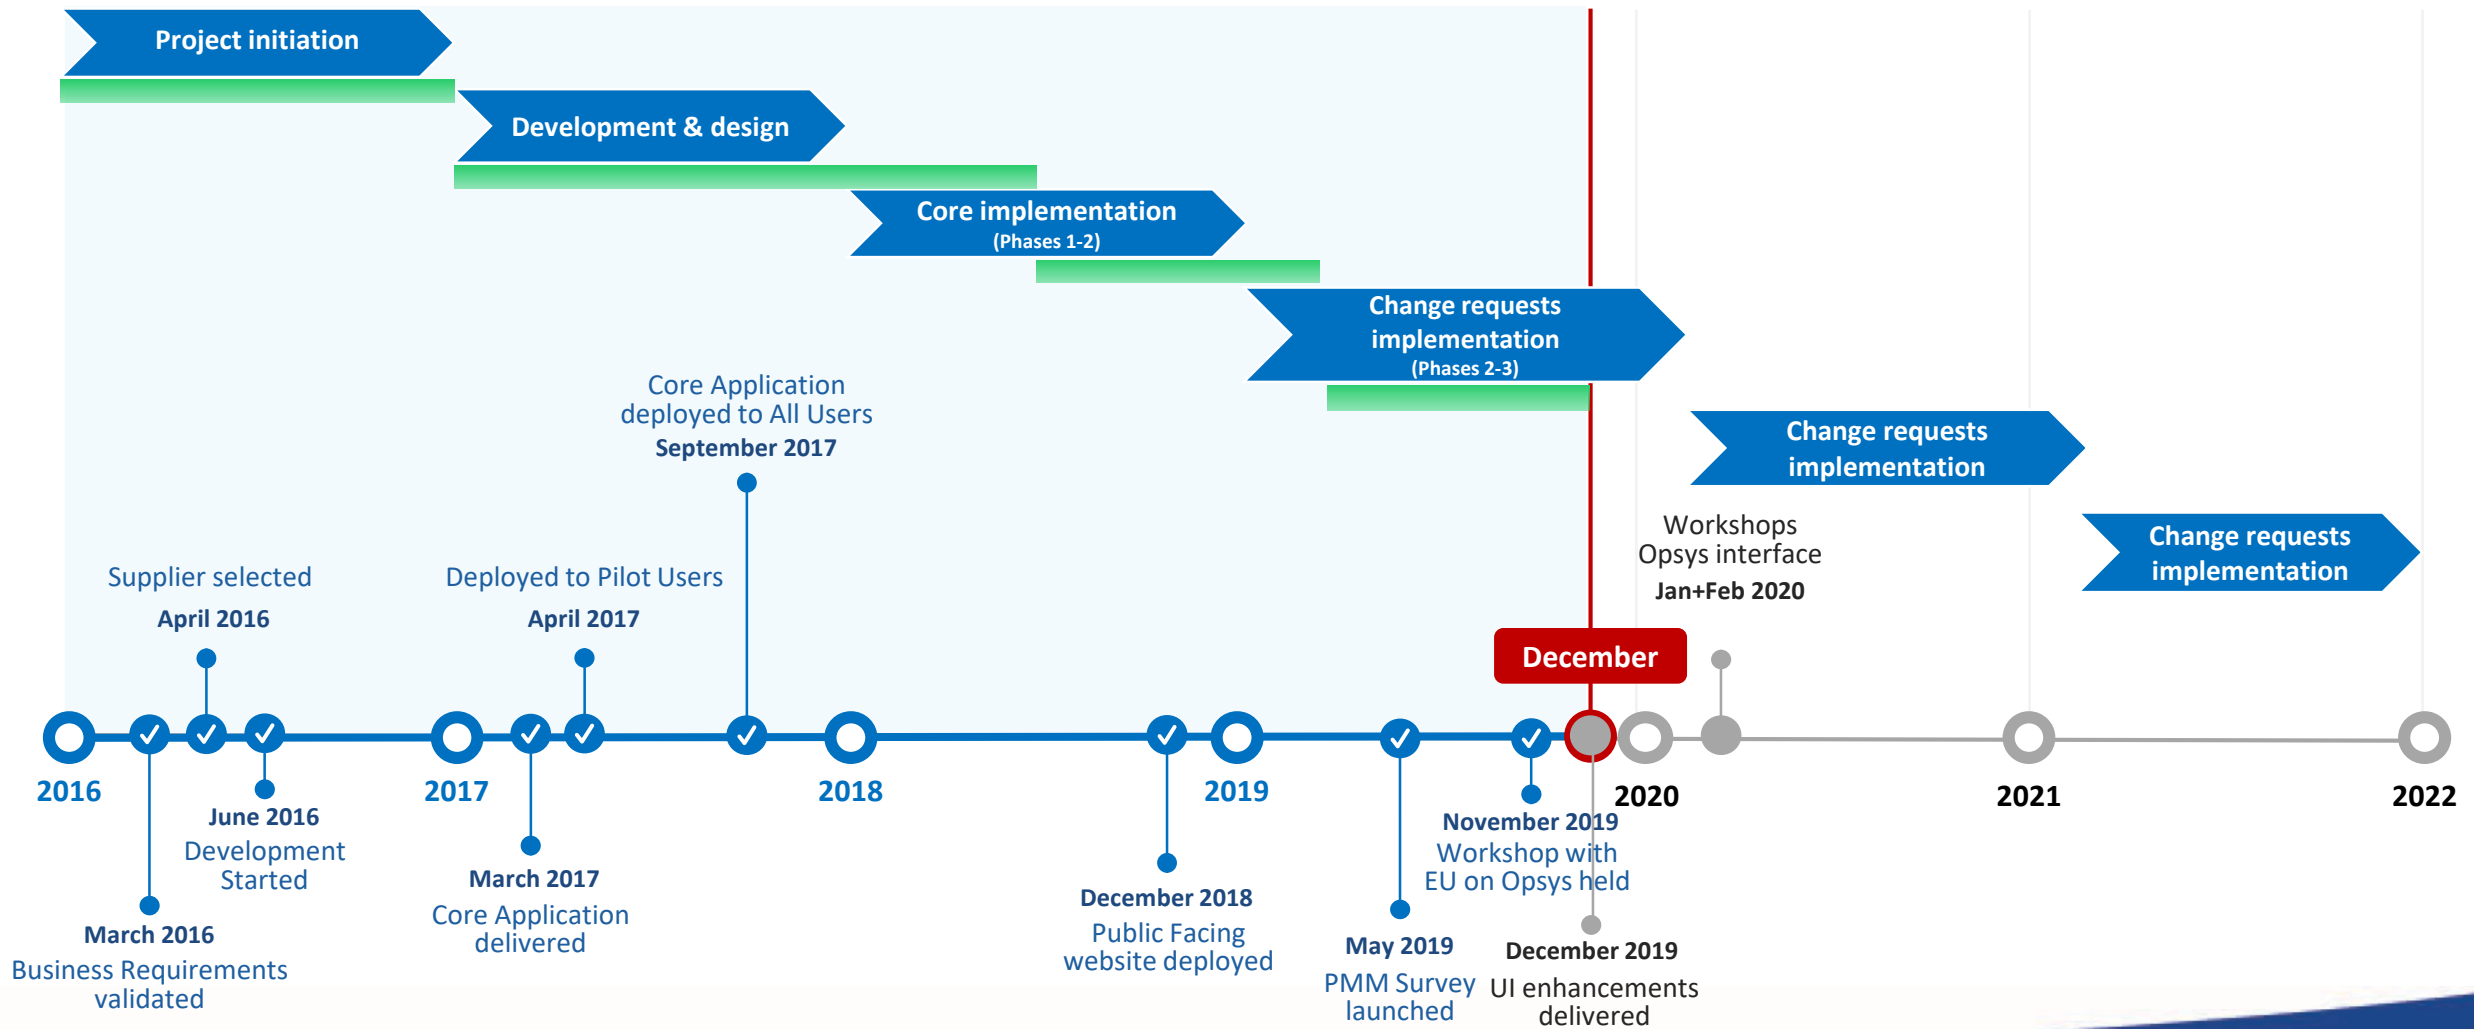 Project initiation
Development & design
Core implementation
(Phases 1-2)
Change requests
implementation
(Phases 2-3)
Change requests
implementation
Change requests
implementation
Core Application
deployed to All Users
September 2017
Supplier selected
April 2016
Deployed to Pilot Users
April 2017
Workshops
Opsys interface
Jan+Feb 2020
December
2016
2017
2018
2019
2020
2021
2022
June 2016
Development
Started
March 2016
Business Requirements
validated
March 2017
Core Application
delivered
December 2018
Public Facing
website deployed
May 2019
PMM Survey
launched
November 2019
Workshop with
EU on Opsys held
December 2019
UI enhancements
delivered